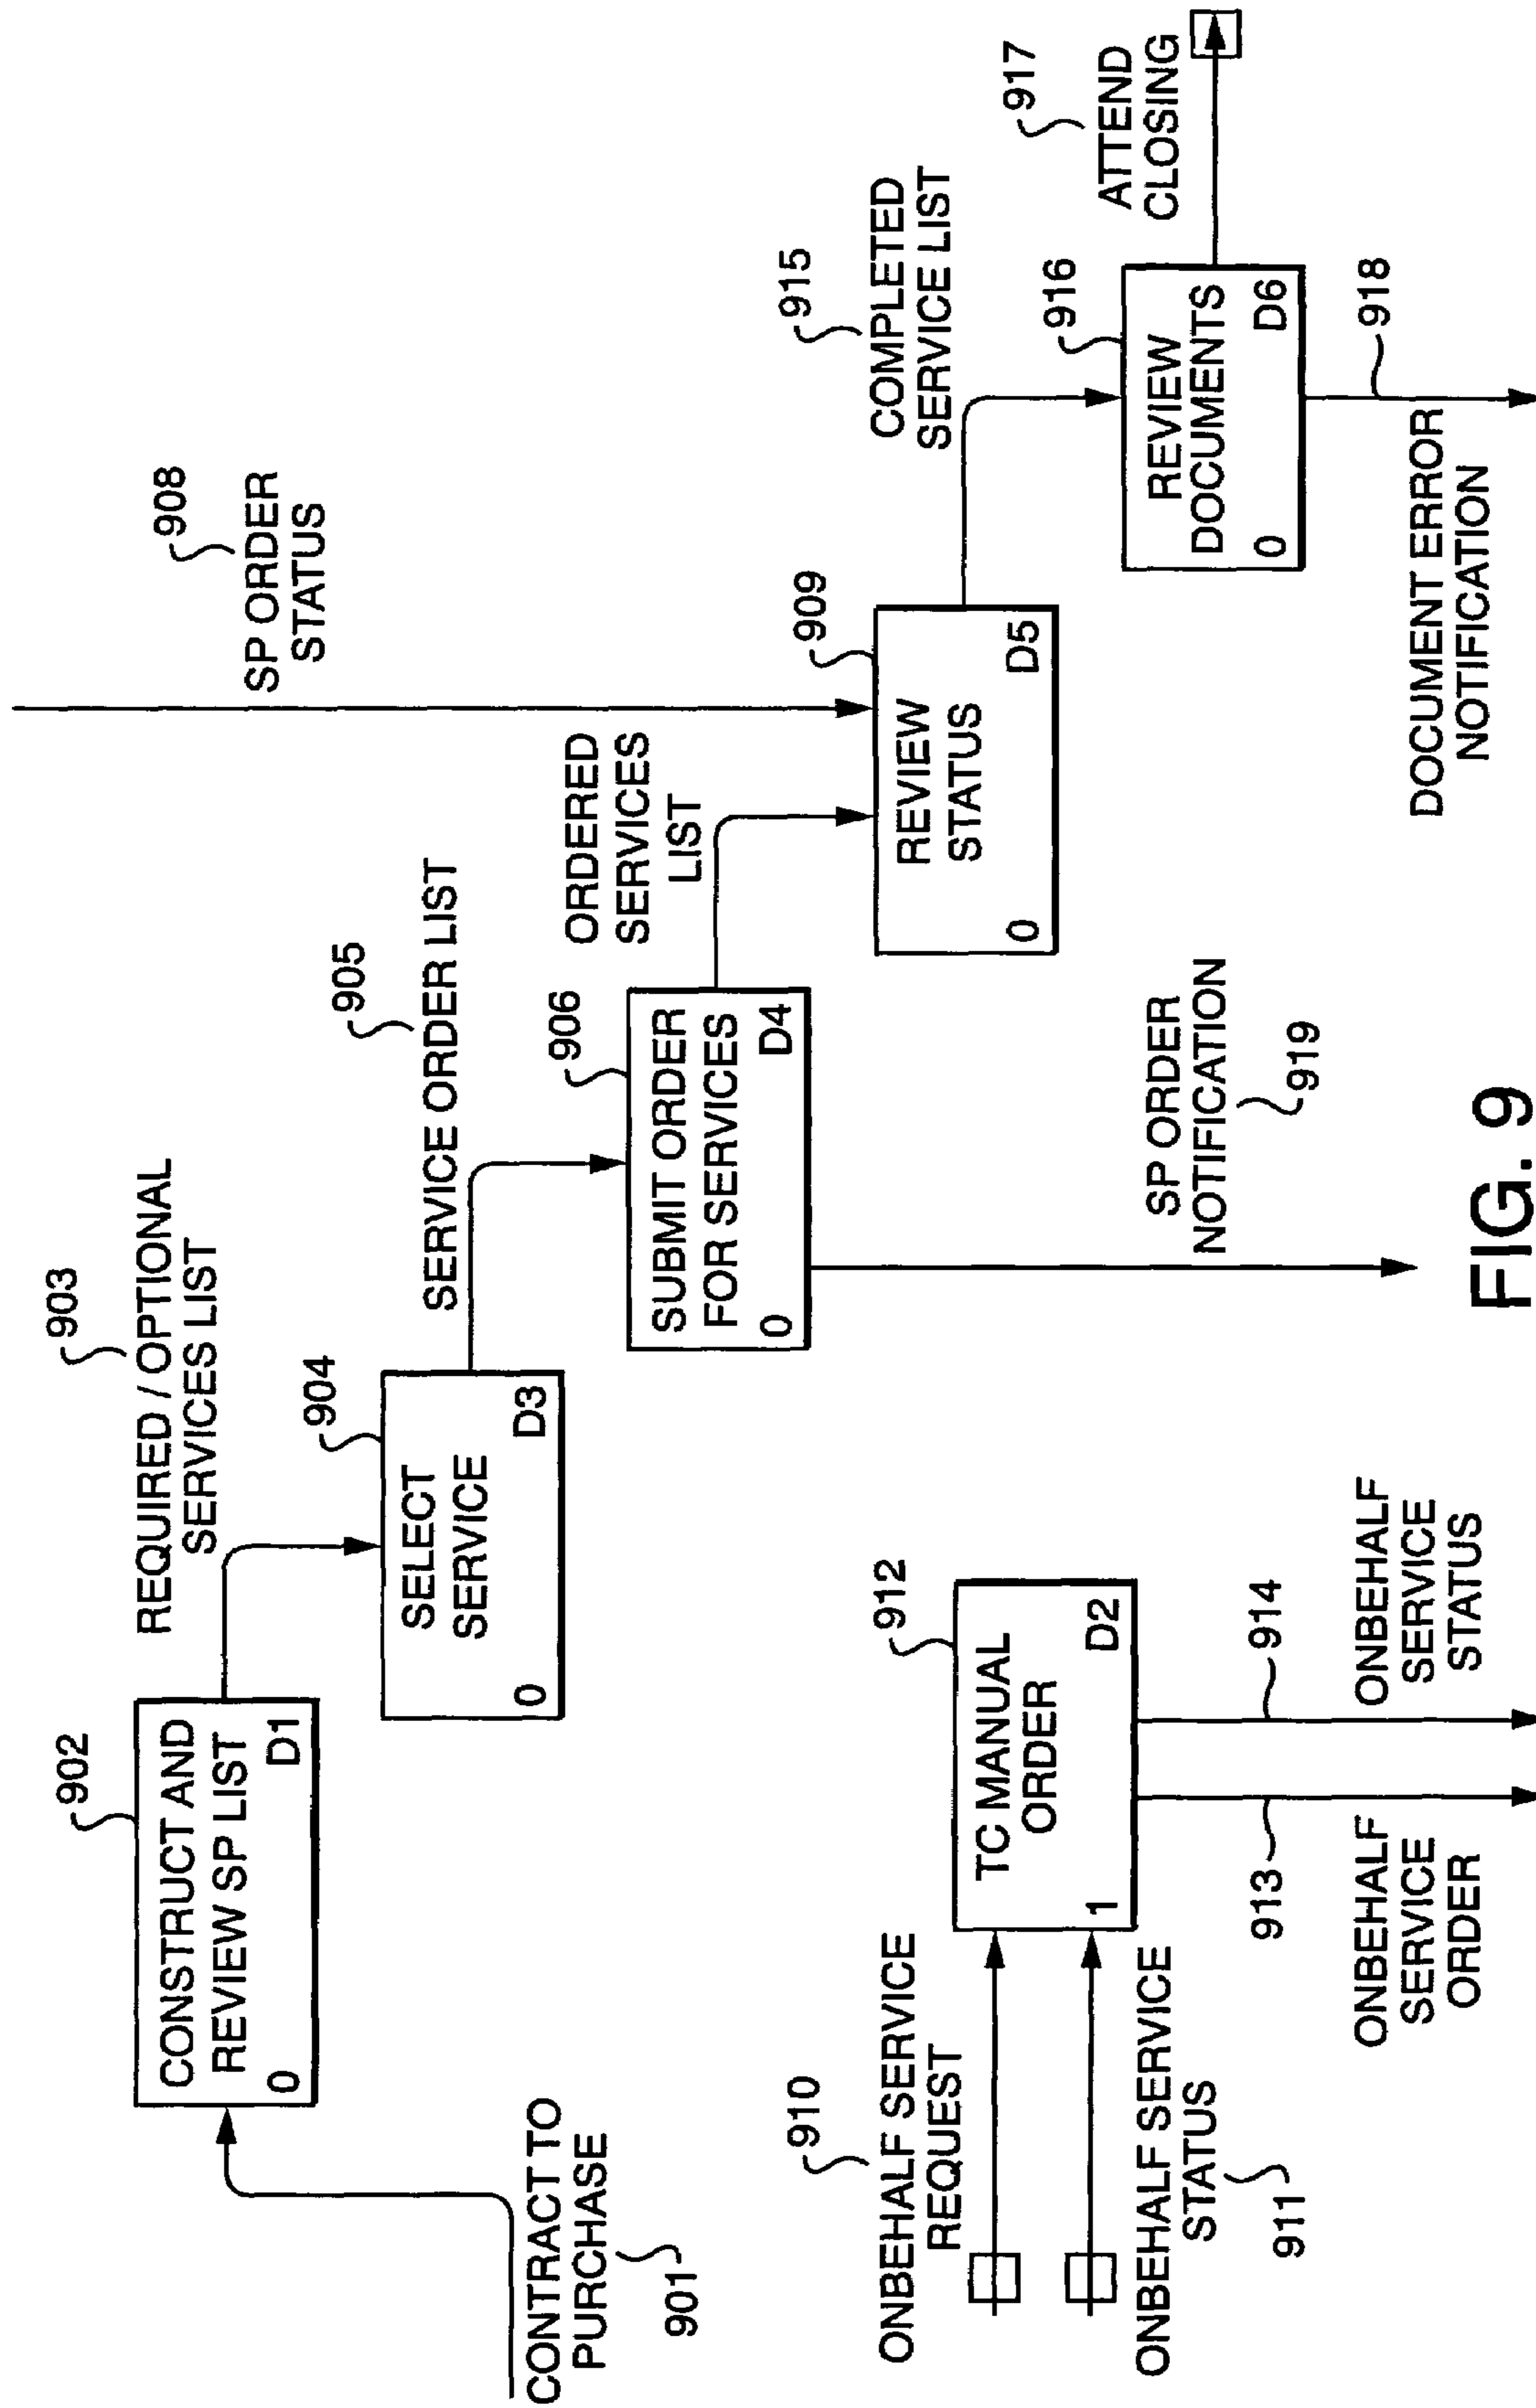 903
REQUIRED / OPTIONAL
SERVICES LIST
902
CONSTRUCT AND
REVIEW SP LIST
0 D1
CONTRACT TO
PURCHASE
901
904
SELECT
SERVICE
0 D3
905
SERVICE ORDER LIST
906
SUBMIT ORDER
FOR SERVICES
0 D4
908
SP ORDER
STATUS
ORDERED
SERVICES
LIST
909
REVIEW
STATUS
0 D5
915
COMPLETED
SERVICE LIST
916
REVIEW
DOCUMENTS
0 D6
917
ATTEND
CLOSING
918
DOCUMENT ERROR
NOTIFICATION
SP ORDER
NOTIFICATION
919
910
ONBEHALF SERVICE
REQUEST
912
TC MANUAL
ORDER
1 D2
ONBEHALF SERVICE
STATUS
911
913
ONBEHALF
SERVICE
ORDER
914
ONBEHALF
SERVICE
STATUS
FIG. 9